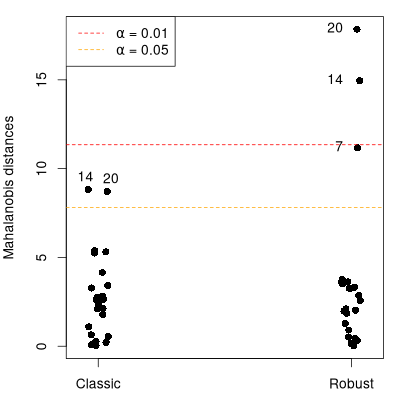 α = 0.01
α = 0.05
Mahalanobis distances
0
5
10
15
14
20
20
14
7
Classic
Robust